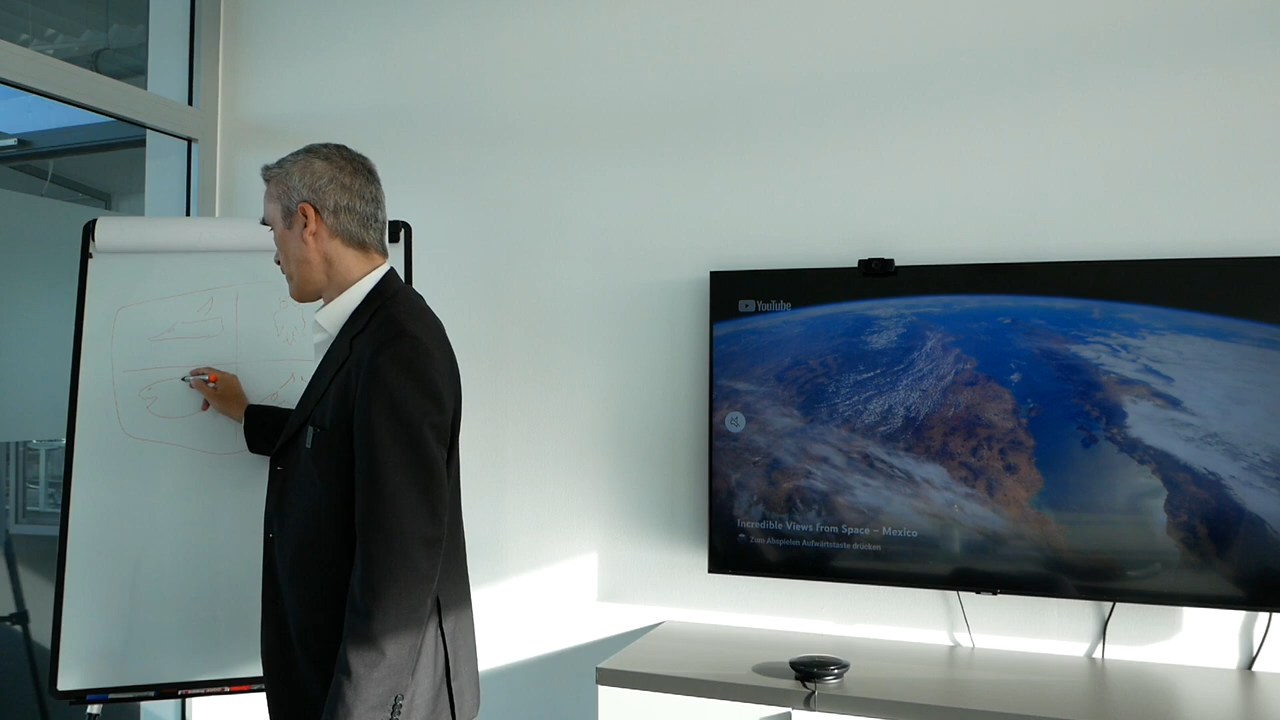 YouTube
Incredible Views from Space – Mexico
Zum Abspielen Aufwärtstaste drücken